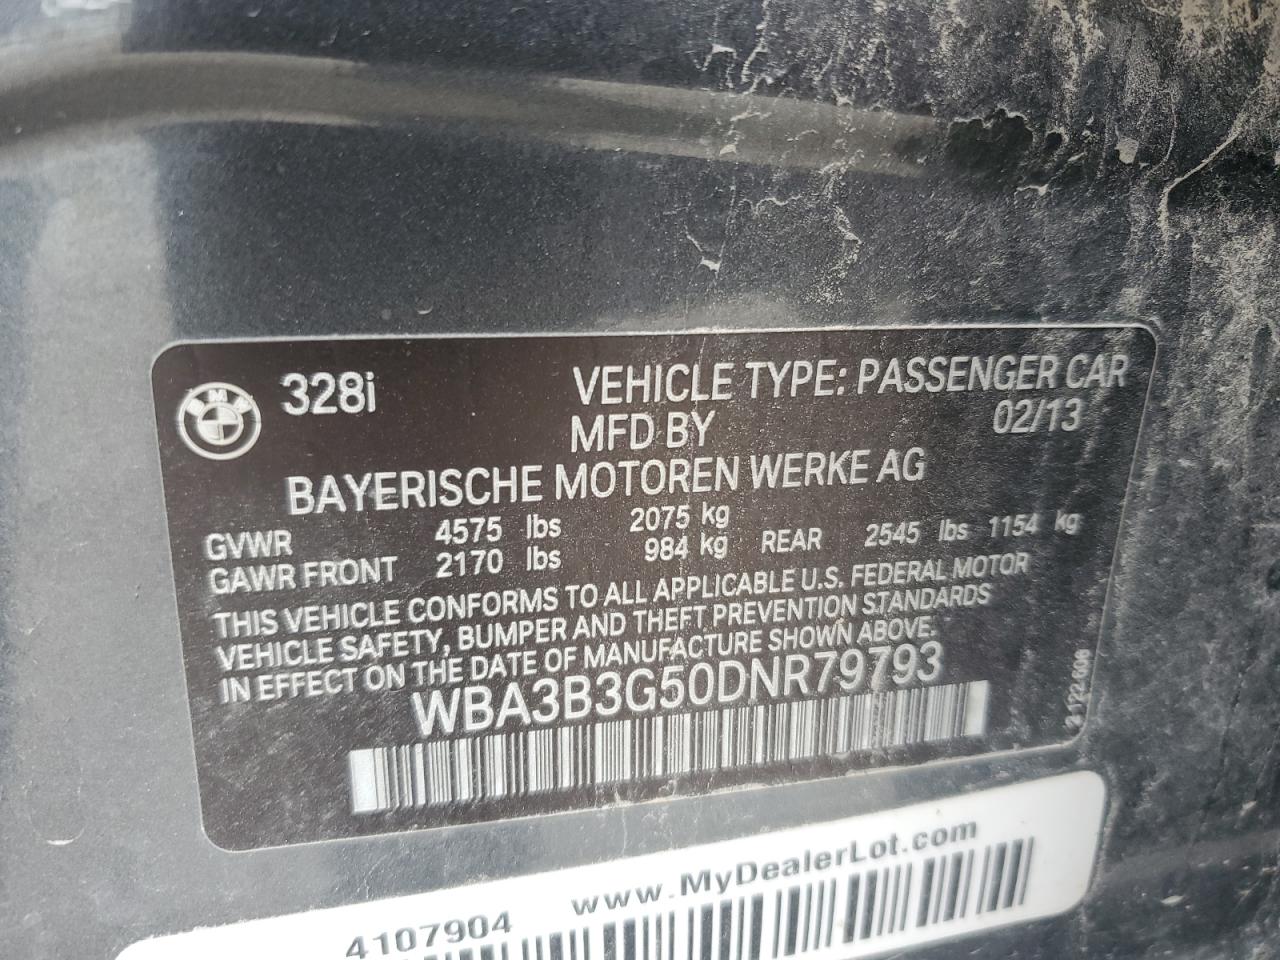 BMW 328i VEHICLE TYPE: PASSENGER CAR
MFD BY 02/13
BAYERISCHE MOTOREN WERKE AG
GVWR 4575 lbs 2075 kg
GAWR FRONT 2170 lbs 984 kg REAR 2545 lbs 1154 kg
THIS VEHICLE CONFORMS TO ALL APPLICABLE U.S. FEDERAL MOTOR
VEHICLE SAFETY, BUMPER AND THEFT PREVENTION STANDARDS
IN EFFECT ON THE DATE OF MANUFACTURE SHOWN ABOVE.
WBA3B3G50DNR79793
www.MyDealerLot.com
4107904